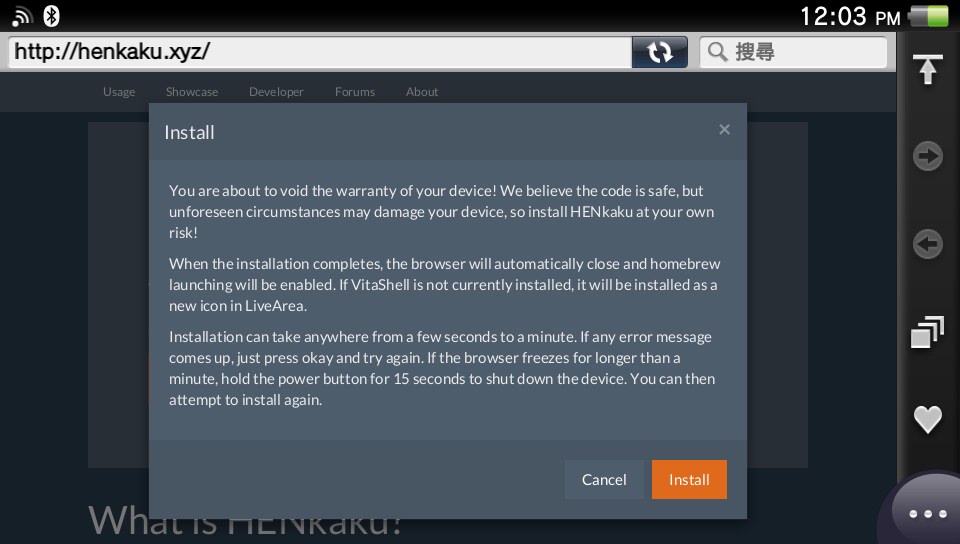 12:03 PM
http://henkaku.xyz/
搜尋
Usage Showcase Developer Forums About
Install ×
You are about to void the warranty of your device! We believe the code is safe, but
unforeseen circumstances may damage your device, so install HENkaku at your own
risk!
When the installation completes, the browser will automatically close and homebrew
launching will be enabled. If VitaShell is not currently installed, it will be installed as a
new icon in LiveArea.
Installation can take anywhere from a few seconds to a minute. If any error message
comes up, just press okay and try again. If the browser freezes for longer than a
minute, hold the power button for 15 seconds to shut down the device. You can then
attempt to install again.
Cancel Install
What is HENkaku?